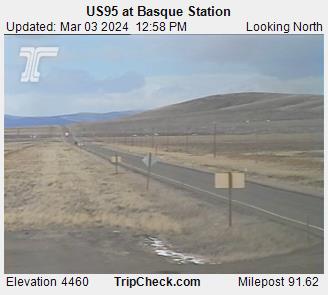 US95 at Basque Station
Updated: Mar 03 2024 12:58 PM Looking North
Elevation 4460 TripCheck.com Milepost 91.62